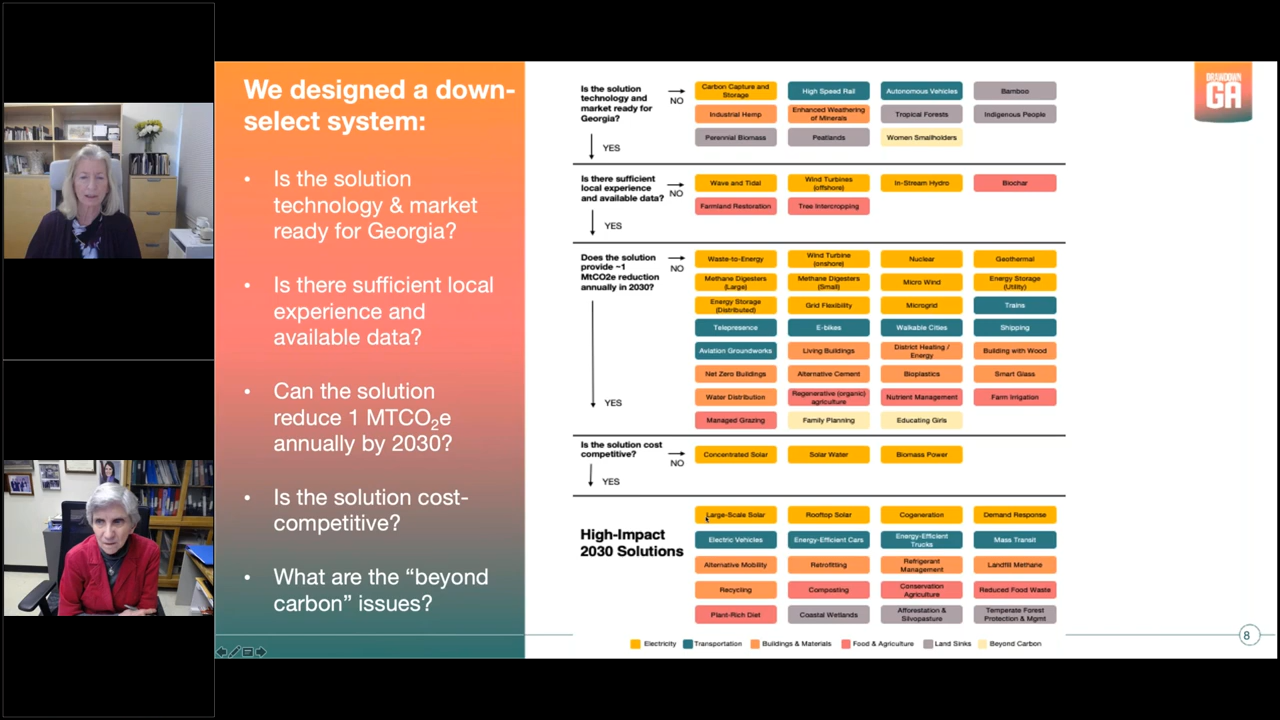 We designed a down-
select system:
• Is the solution
technology & market
ready for Georgia?
• Is there sufficient local
experience and
available data?
• Can the solution
reduce 1 MTCO₂e
annually by 2030?
• Is the solution cost-
competitive?
• What are the “beyond
carbon” issues?
Is the solution
technology and
market ready for
Georgia?
NO
YES
Carbon Capture and
Storage
High Speed Rail
Autonomous Vehicles
Bamboo
Industrial Hemp
Enhanced Weathering
of Minerals
Tropical Forests
Indigenous People
Perennial Biomass
Peatlands
Women Smallholders
Is there sufficient
local experience
and available data?
NO
YES
Wave and Tidal
Wind Turbines
(offshore)
In-Stream Hydro
Biochar
Farmland Restoration
Tree Intercropping
Does the solution
provide ~1
MtCO2e reduction
annually in 2030?
NO
YES
Waste-to-Energy
Wind Turbine
(onshore)
Nuclear
Geothermal
Methane Digesters
(Large)
Methane Digesters
(Small)
Micro Wind
Energy Storage
(Utility)
Energy Storage
(Distributed)
Grid Flexibility
Microgrid
Trains
Telepresence
E-bikes
Walkable Cities
Shipping
Aviation Groundworks
Living Buildings
District Heating /
Energy
Building with Wood
Net Zero Buildings
Alternative Cement
Bioplastics
Smart Glass
Water Distribution
Regenerative (organic)
agriculture
Nutrient Management
Farm Irrigation
Managed Grazing
Family Planning
Educating Girls
Is the solution cost
competitive?
NO
YES
Concentrated Solar
Solar Water
Biomass Power
High-Impact
2030 Solutions
Large-Scale Solar
Rooftop Solar
Cogeneration
Demand Response
Electric Vehicles
Energy-Efficient Cars
Energy-Efficient
Trucks
Mass Transit
Alternative Mobility
Retrofitting
Refrigerant
Management
Landfill Methane
Recycling
Composting
Conservation
Agriculture
Reduced Food Waste
Plant-Rich Diet
Coastal Wetlands
Afforestation &
Silvopasture
Temperate Forest
Protection & Mgmt
Electricity
Transportation
Buildings & Materials
Food & Agriculture
Land Sinks
Beyond Carbon
DRAWDOWN
GA
8